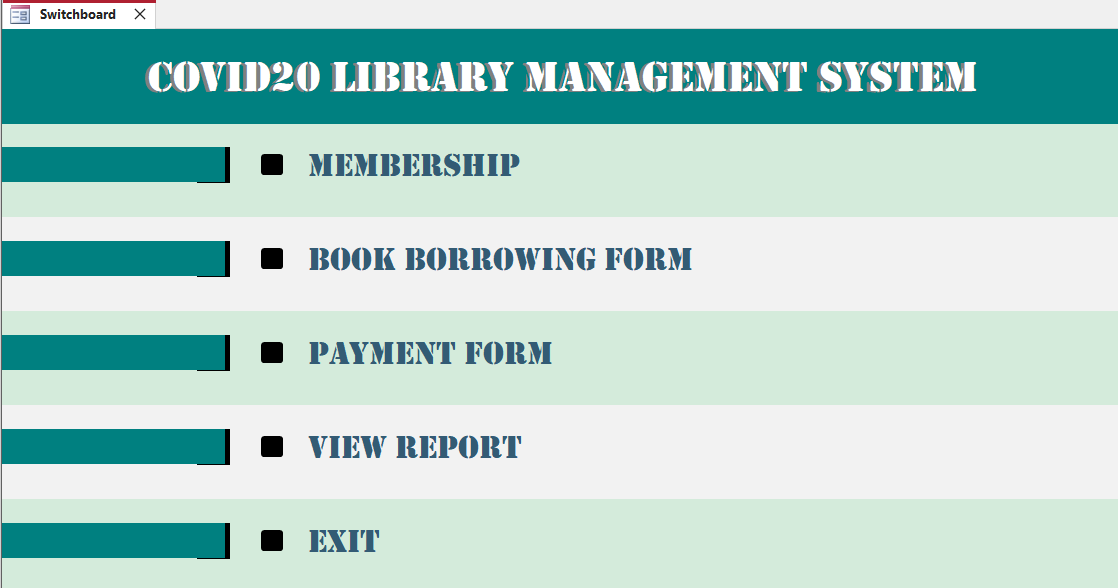 Switchboard
COVID20 LIBRARY MANAGEMENT SYSTEM
MEMBERSHIP
BOOK BORROWING FORM
PAYMENT FORM
VIEW REPORT
EXIT